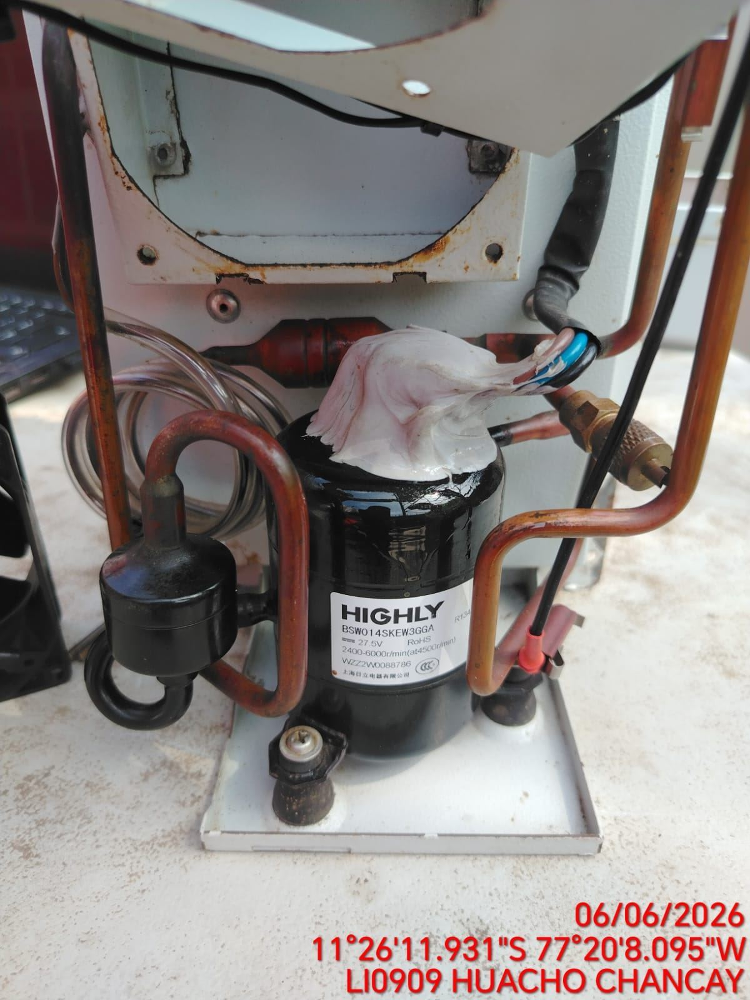 HIGHLY
BSW014SKEW3GGA
R134
27.5V RoHS
2400-6000r/min(at4500r/min)
WZZ2W0088786
CCC
上海日立电器有限公司
06/06/2026
11°26'11.931"S 77°20'8.095"W
LI0909 HUACHO CHANCAY